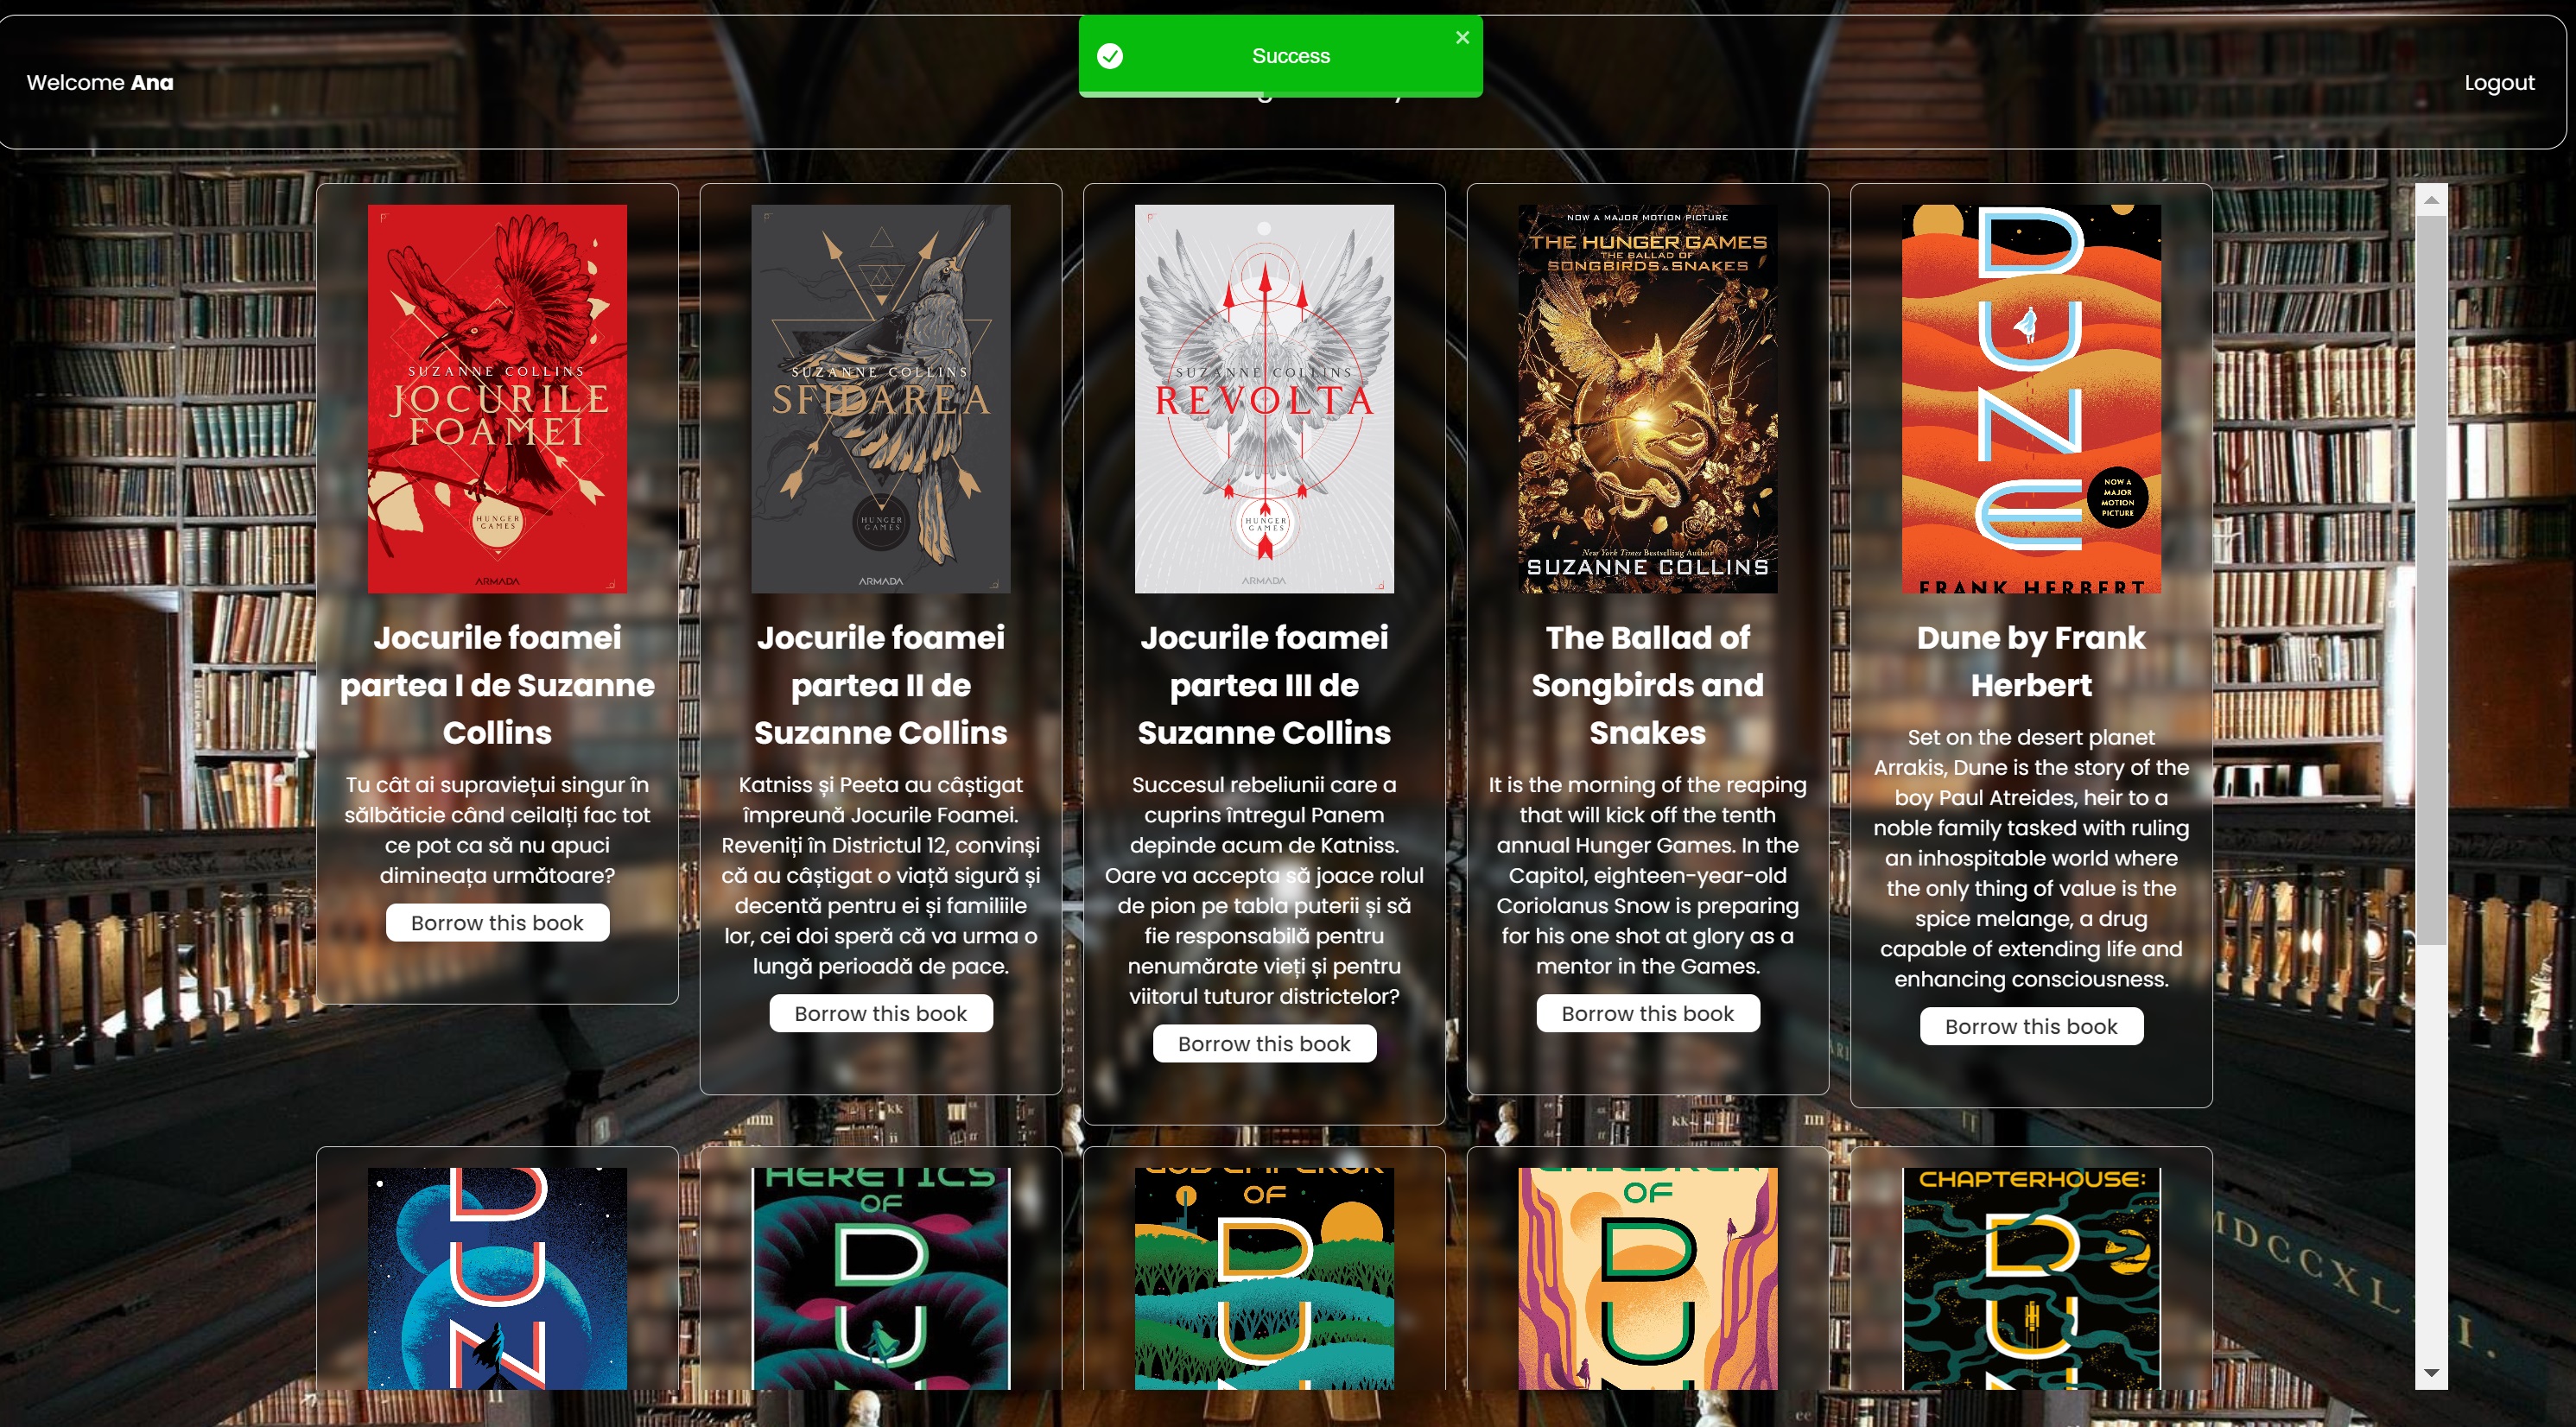 Success
Welcome Ana
Logout
SUZANNE COLLINS
JOCURILE
FOAMEI
HUNGER
GAMES
ARMADA
SUZANNE COLLINS
SFIDAREA
HUNGER
GAMES
ARMADA
SUZANNE COLLINS
REVOLTA
HUNGER
GAMES
ARMADA
NOW A MAJOR MOTION PICTURE
THE HUNGER GAMES
THE BALLAD OF
SONGBIRDS & SNAKES
New York Times Bestselling Author
SUZANNE COLLINS
DUNE
NOW A
MAJOR
MOTION
PICTURE
FRANK HERBERT
Jocurile foamei
partea I de Suzanne
Collins
Tu cât ai supraviețui singur în
sălbăticie când ceilalți fac tot
ce pot ca să nu apuci
dimineața următoare?
Borrow this book
Jocurile foamei
partea II de
Suzanne Collins
Katniss și Peeta au câștigat
împreună Jocurile Foamei.
Reveniți în Districtul 12, convinși
că au câștigat o viață sigură și
decentă pentru ei și familiile
lor, cei doi speră că va urma o
lungă perioadă de pace.
Borrow this book
Jocurile foamei
partea III de
Suzanne Collins
Succesul rebeliunii care a
cuprins întregul Panem
depinde acum de Katniss.
Oare va accepta să joace rolul
de pion pe tabla puterii și să
fie responsabilă pentru
nenumărate vieți și pentru
viitorul tuturor districtelor?
Borrow this book
The Ballad of
Songbirds and
Snakes
It is the morning of the reaping
that will kick off the tenth
annual Hunger Games. In the
Capitol, eighteen-year-old
Coriolanus Snow is preparing
for his one shot at glory as a
mentor in the Games.
Borrow this book
Dune by Frank
Herbert
Set on the desert planet
Arrakis, Dune is the story of the
boy Paul Atreides, heir to a
noble family tasked with ruling
an inhospitable world where
the only thing of value is the
spice melange, a drug
capable of extending life and
enhancing consciousness.
Borrow this book
kk
ii
nn
HERETICS
OF
DU
GOD EMPEROR
OF
DU
CHILDREN
OF
DU
CHAPTERHOUSE:
DU
MDCCXL